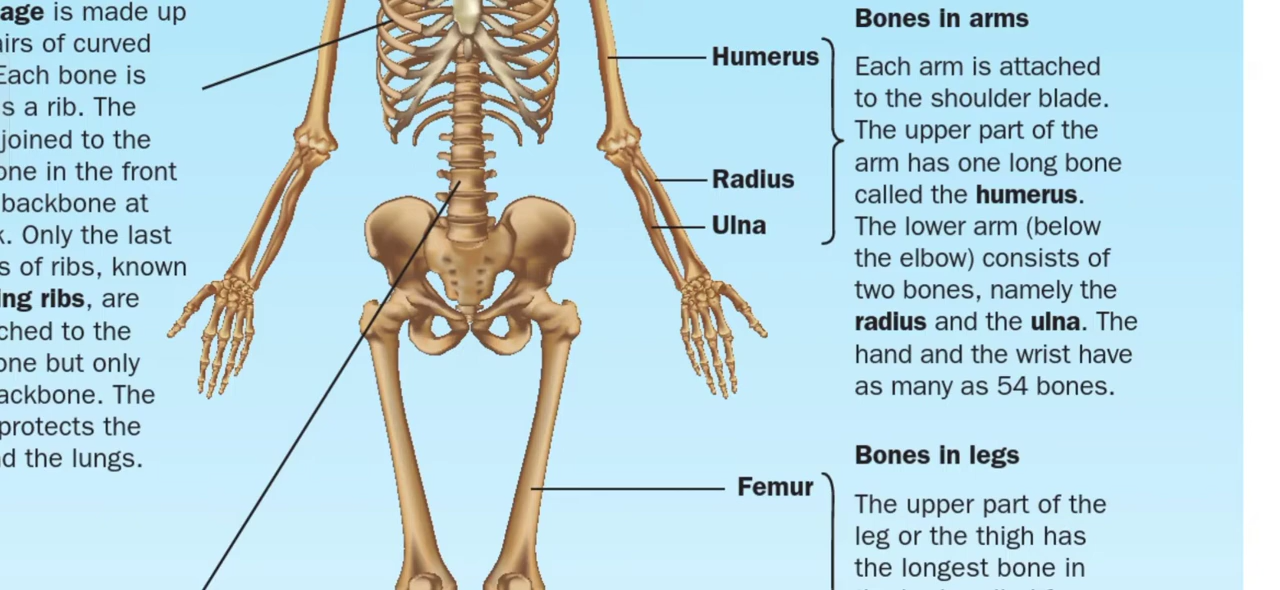 age is made up
airs of curved
Each bone is
s a rib. The
joined to the
one in the front
backbone at
k. Only the last
s of ribs, known
ing ribs, are
ched to the
one but only
ackbone. The
protects the
d the lungs.
Humerus
Radius
Ulna
Femur
Bones in arms
Each arm is attached
to the shoulder blade.
The upper part of the
arm has one long bone
called the humerus.
The lower arm (below
the elbow) consists of
two bones, namely the
radius and the ulna. The
hand and the wrist have
as many as 54 bones.
Bones in legs
The upper part of the
leg or the thigh has
the longest bone in